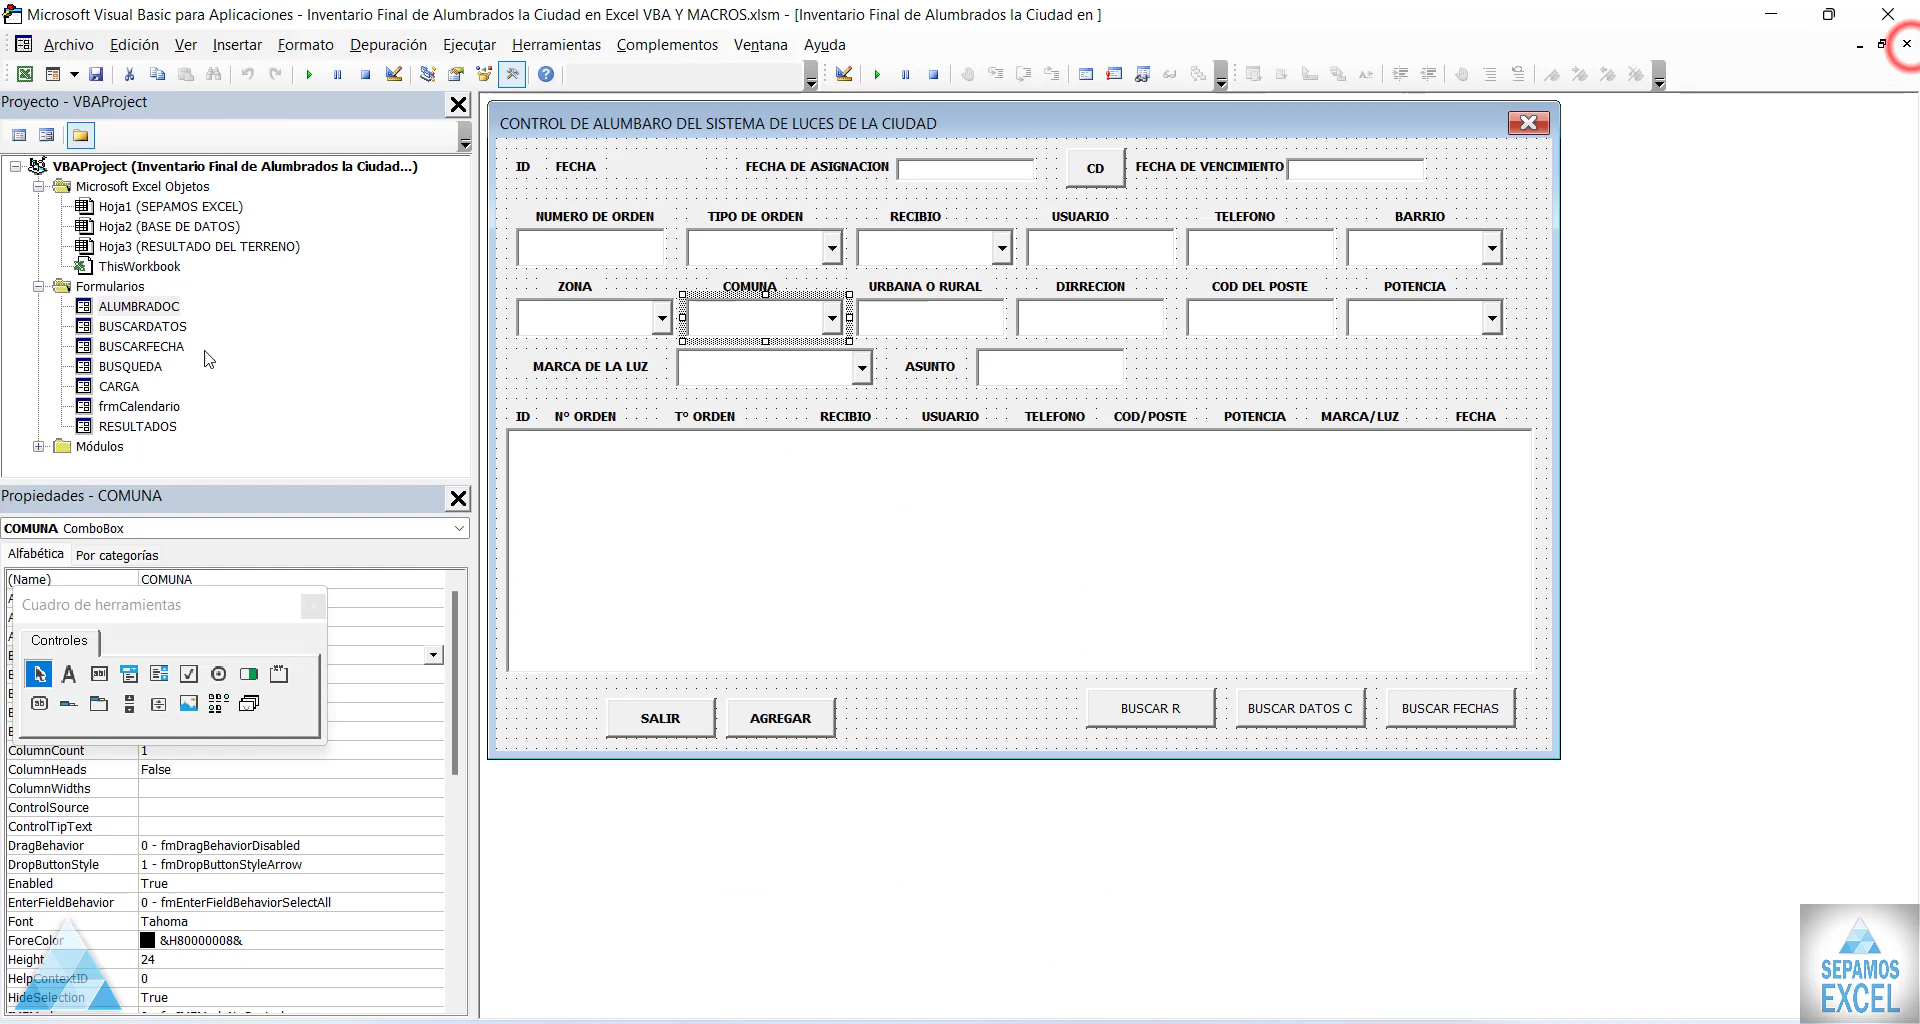 Microsoft Visual Basic para Aplicaciones - Inventario Final de Alumbrados la Ciudad en Excel VBA Y MACROS.xlsm - [Inventario Final de Alumbrados la Ciudad en ]
Archivo Edición Ver Insertar Formato Depuración Ejecutar Herramientas Complementos Ventana Ayuda
Proyecto - VBAProject
VBAProject (Inventario Final de Alumbrados la Ciudad...)
Microsoft Excel Objetos
Hoja1 (SEPAMOS EXCEL)
Hoja2 (BASE DE DATOS)
Hoja3 (RESULTADO DEL TERRENO)
ThisWorkbook
Formularios
ALUMBRADOC
BUSCARDATOS
BUSCARFECHA
BUSQUEDA
CARGA
frmCalendario
RESULTADOS
Módulos
Propiedades - COMUNA
COMUNA ComboBox
Alfabética Por categorías
(Name) COMUNA
Cuadro de herramientas
Controles
ColumnCount 1
ColumnHeads False
ColumnWidths
ControlSource
ControlTipText
DragBehavior 0 - fmDragBehaviorDisabled
DropButtonStyle 1 - fmDropButtonStyleArrow
Enabled True
EnterFieldBehavior 0 - fmEnterFieldBehaviorSelectAll
Font Tahoma
ForeColor &H80000008&
Height 24
HelpContextID 0
HideSelection True
CONTROL DE ALUMBARO DEL SISTEMA DE LUCES DE LA CIUDAD
ID FECHA FECHA DE ASIGNACION CD FECHA DE VENCIMIENTO
NUMERO DE ORDEN TIPO DE ORDEN RECIBIO USUARIO TELEFONO BARRIO
ZONA COMUNA URBANA O RURAL DIRRECION COD DEL POSTE POTENCIA
MARCA DE LA LUZ ASUNTO
ID Nº ORDEN Tº ORDEN RECIBIO USUARIO TELEFONO COD/POSTE POTENCIA MARCA/LUZ FECHA
SALIR AGREGAR BUSCAR R BUSCAR DATOS C BUSCAR FECHAS
SEPAMOS
EXCEL